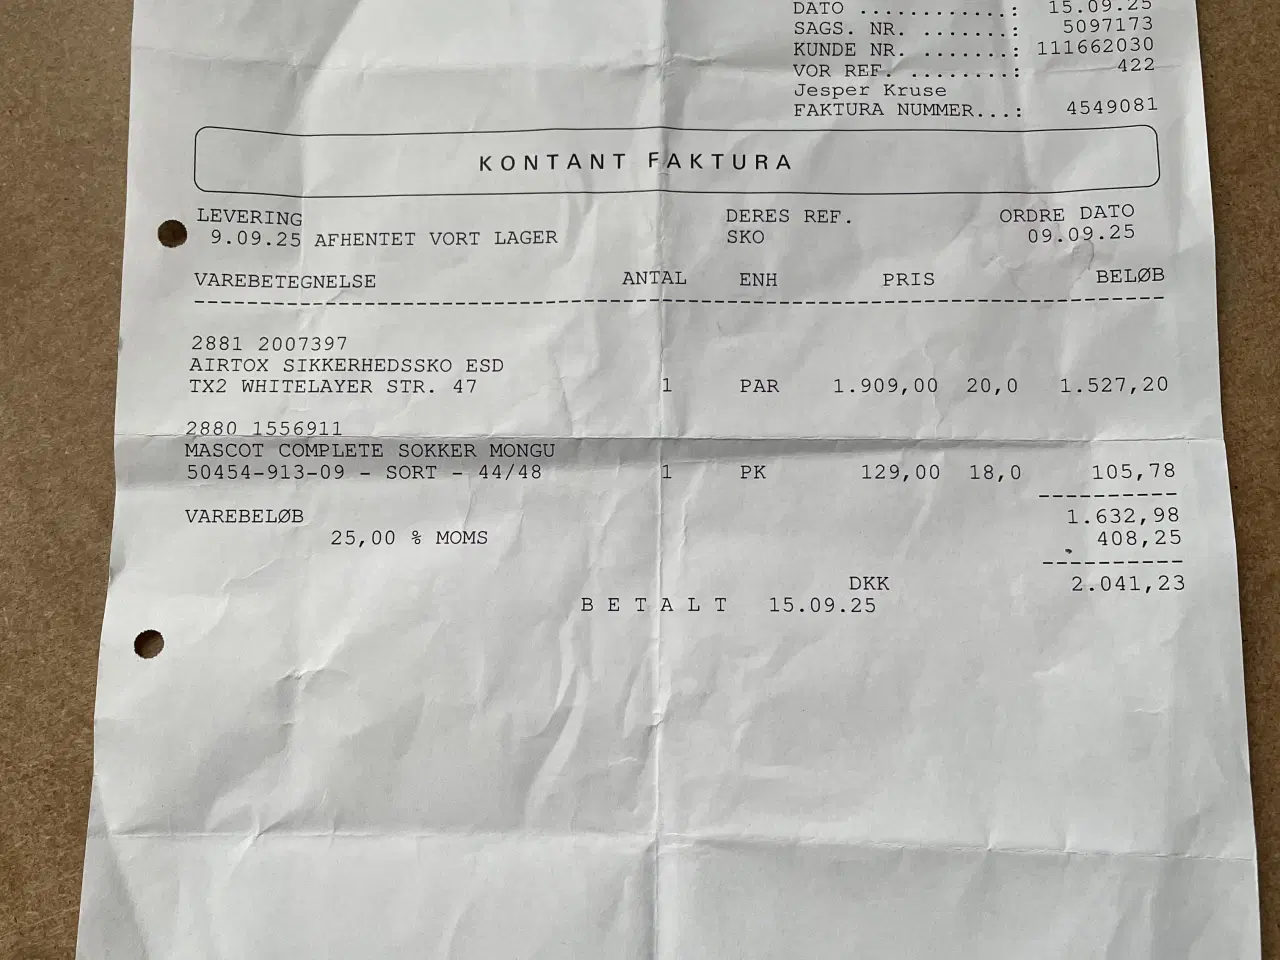 DATO ............: 15.09.25
SAGS. NR. .......: 5097173
KUNDE NR. .......: 111662030
VOR REF. ........: 422
Jesper Kruse
FAKTURA NUMMER...: 4549081
KONTANT FAKTURA
LEVERING DERES REF. ORDRE DATO
9.09.25 AFHENTET VORT LAGER SKO 09.09.25
VAREBETEGNELSE ANTAL ENH PRIS BELØB
2881 2007397
AIRTOX SIKKERHEDSSKO ESD
TX2 WHITELAYER STR. 47 1 PAR 1.909,00 20,0 1.527,20
2880 1556911
MASCOT COMPLETE SOKKER MONGU
50454-913-09 - SORT - 44/48 1 PK 129,00 18,0 105,78
VAREBELØB 1.632,98
25,00 % MOMS 408,25
DKK 2.041,23
B E T A L T 15.09.25